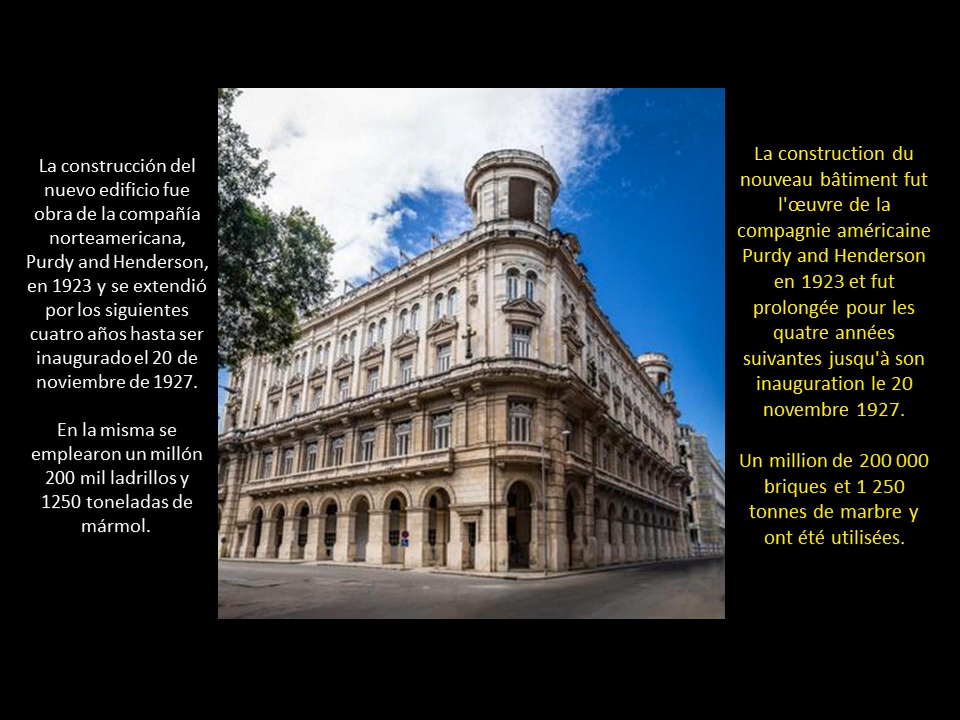 La construcción del
nuevo edificio fue
obra de la compañía
norteamericana,
Purdy and Henderson,
en 1923 y se extendió
por los siguientes
cuatro años hasta ser
inaugurado el 20 de
noviembre de 1927.
En la misma se
emplearon un millón
200 mil ladrillos y
1250 toneladas de
mármol.
La construction du
nouveau bâtiment fut
l'œuvre de la
compagnie américaine
Purdy and Henderson
en 1923 et fut
prolongée pour les
quatre années
suivantes jusqu'à son
inauguration le 20
novembre 1927.
Un million de 200 000
briques et 1 250
tonnes de marbre y
ont été utilisées.